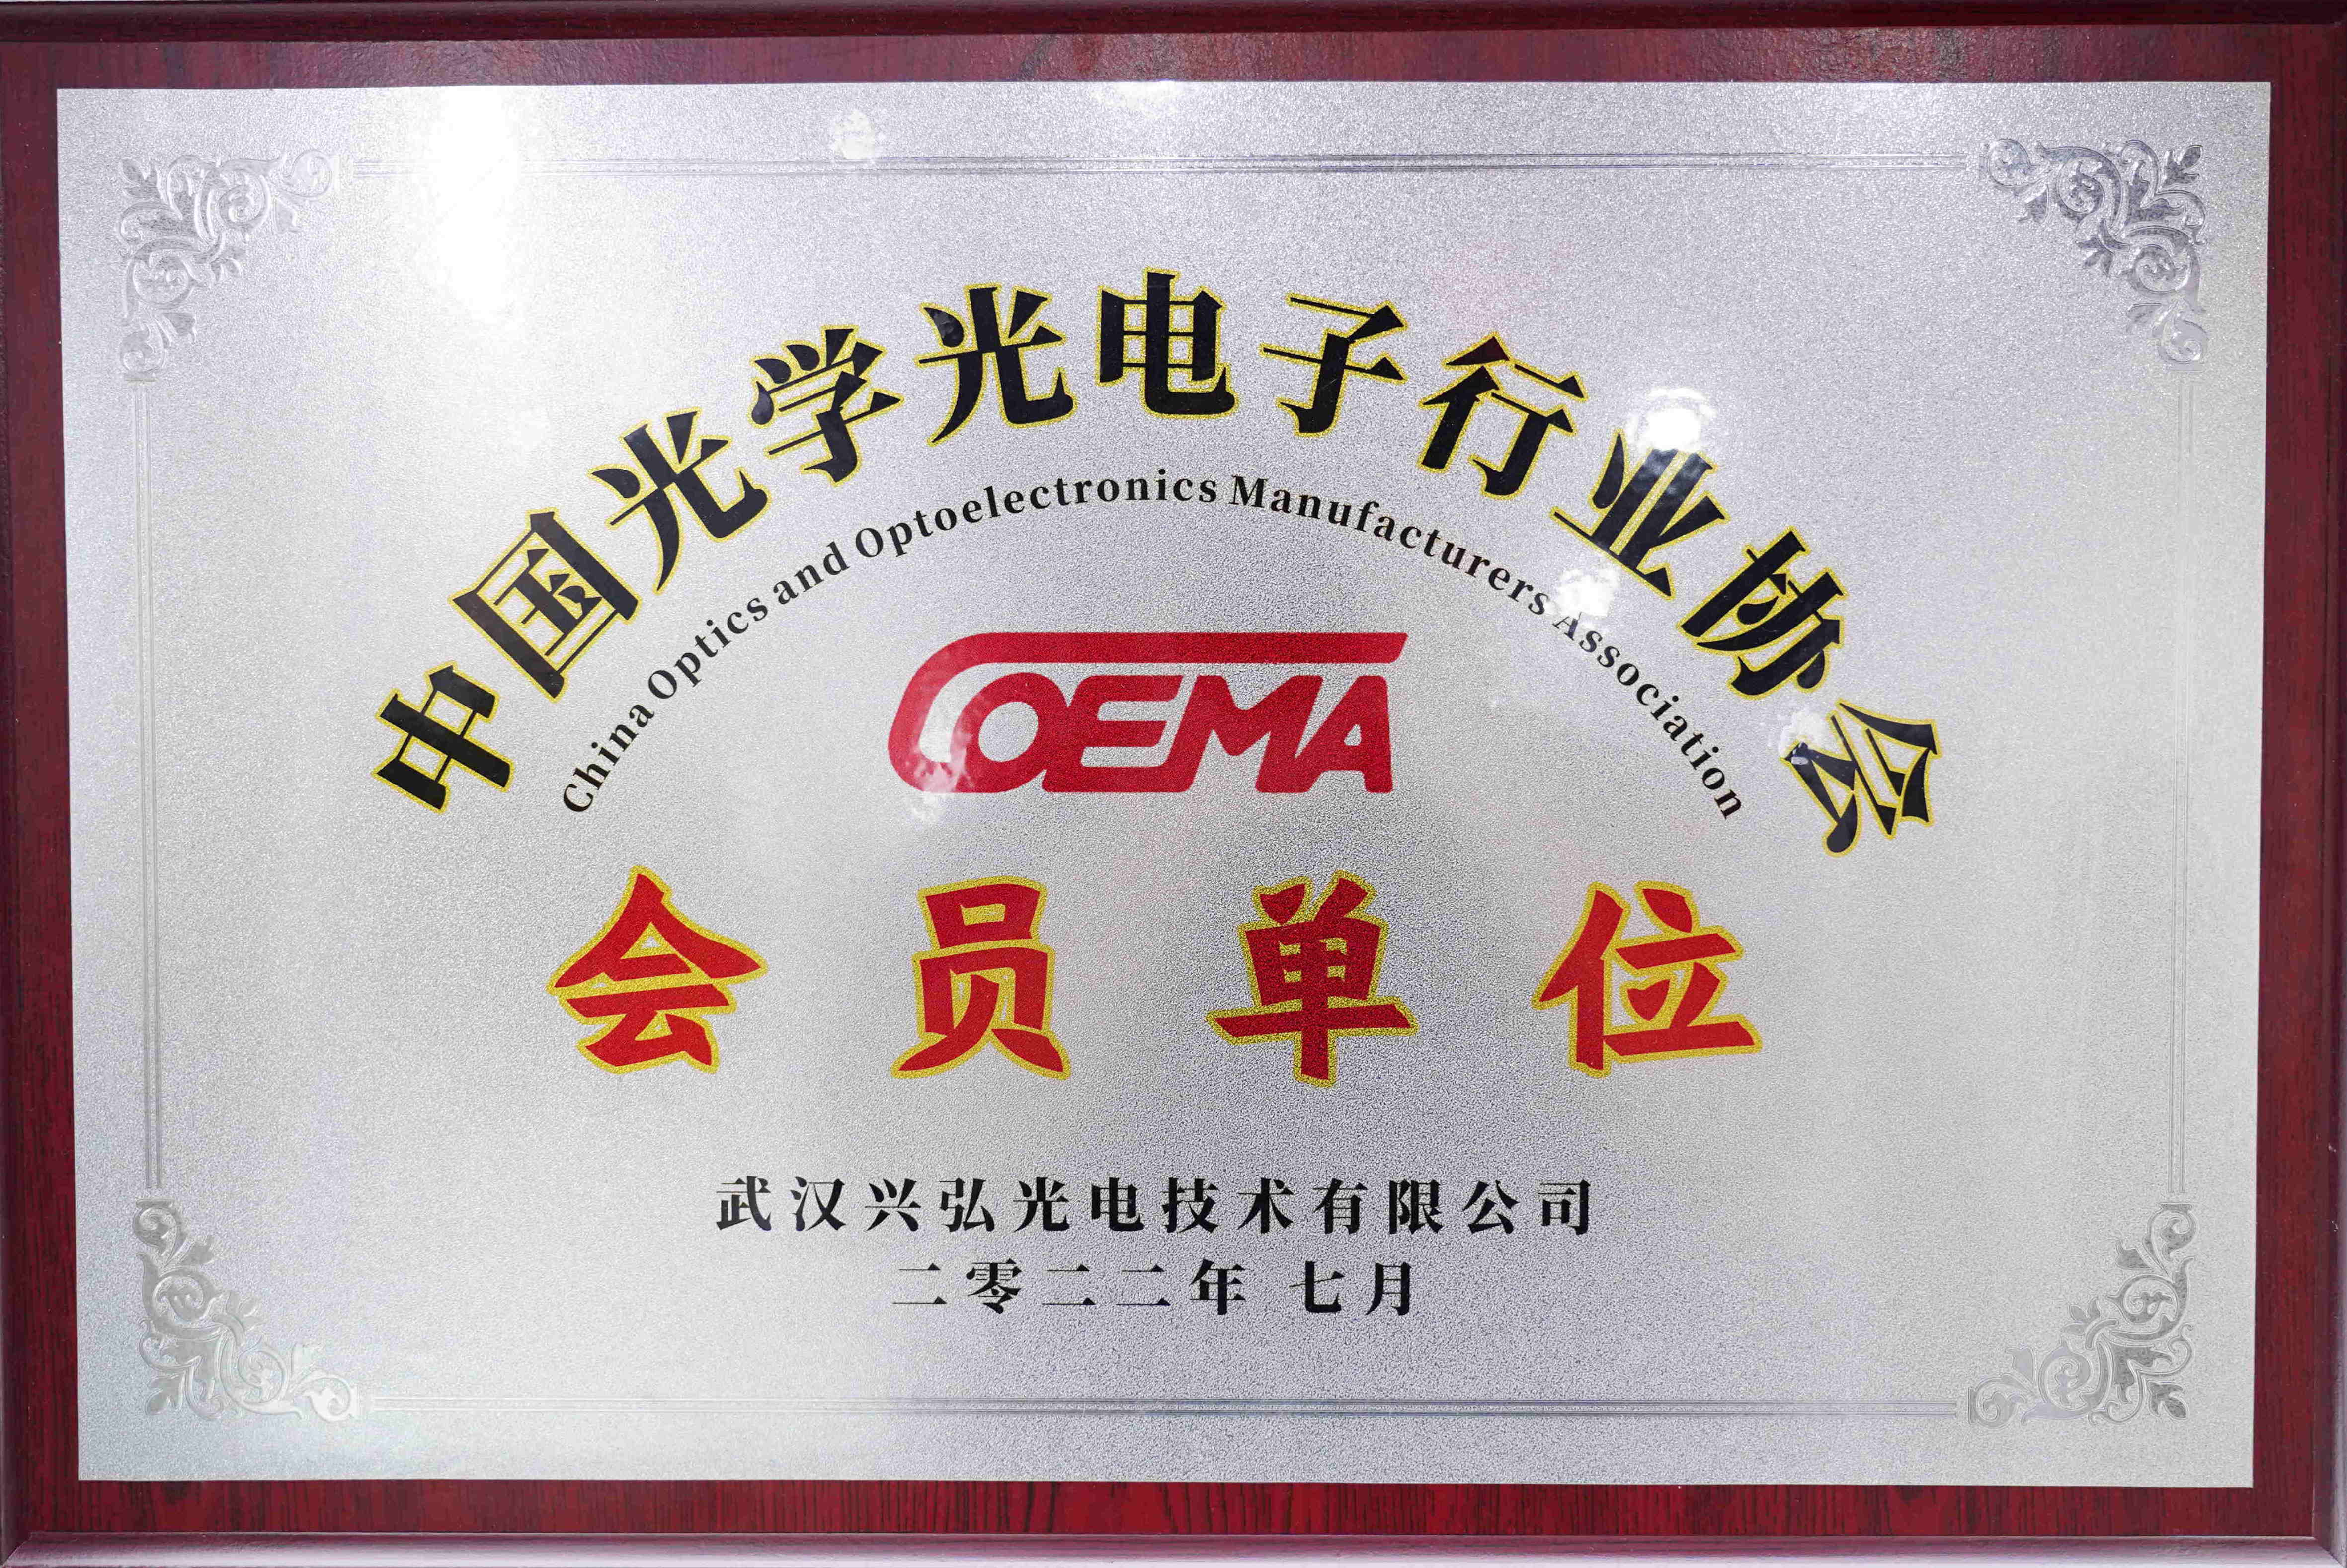 中国光学光电子行业协会
China Optics and Optoelectronics Manufacturers Association
COEMA
会员单位
武汉兴弘光电技术有限公司
二零二二年 七月